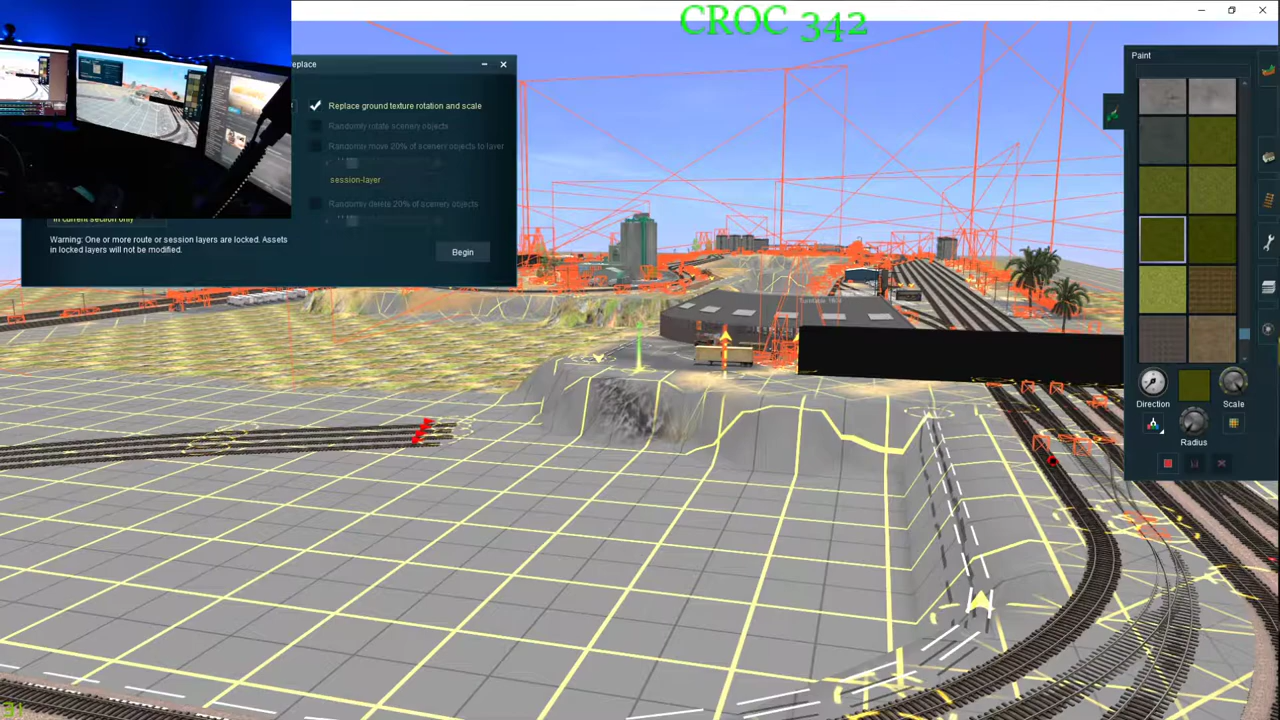 CROC 342
eplace
Paint
Replace ground texture rotation and scale
Randomly rotate scenery objects
Randomly move 20% of scenery objects to layer
session-layer
Randomly delete 20% of scenery objects
In current section only
Warning: One or more route or session layers are locked. Assets
in locked layers will not be modified.
Begin
Direction
Scale
Radius
31